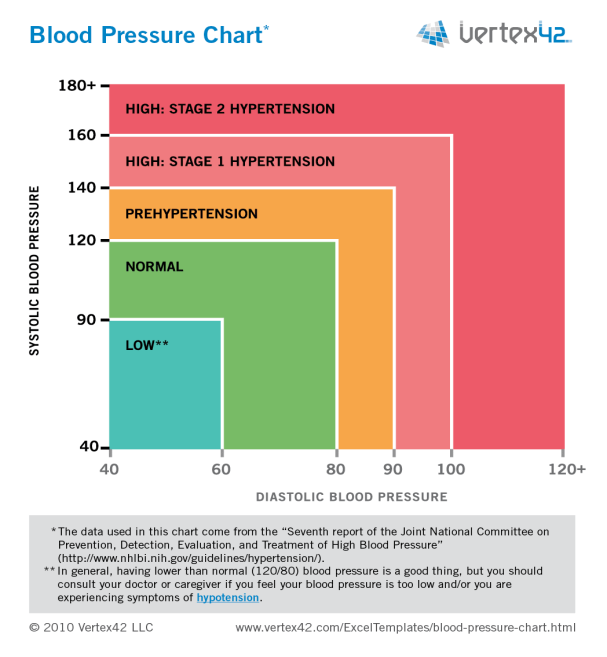 Blood Pressure Chart*
vertex42
180+
HIGH: STAGE 2 HYPERTENSION
160
HIGH: STAGE 1 HYPERTENSION
140
PREHYPERTENSION
120
NORMAL
90
LOW**
40
SYSTOLIC BLOOD PRESSURE
40 60 80 90 100 120+
DIASTOLIC BLOOD PRESSURE
* The data used in this chart come from the “Seventh report of the Joint National Committee on
Prevention, Detection, Evaluation, and Treatment of High Blood Pressure”
(http://www.nhlbi.nih.gov/guidelines/hypertension/).
** In general, having lower than normal (120/80) blood pressure is a good thing, but you should
consult your doctor or caregiver if you feel your blood pressure is too low and/or you are
experiencing symptoms of hypotension.
© 2010 Vertex42 LLC www.vertex42.com/ExcelTemplates/blood-pressure-chart.html